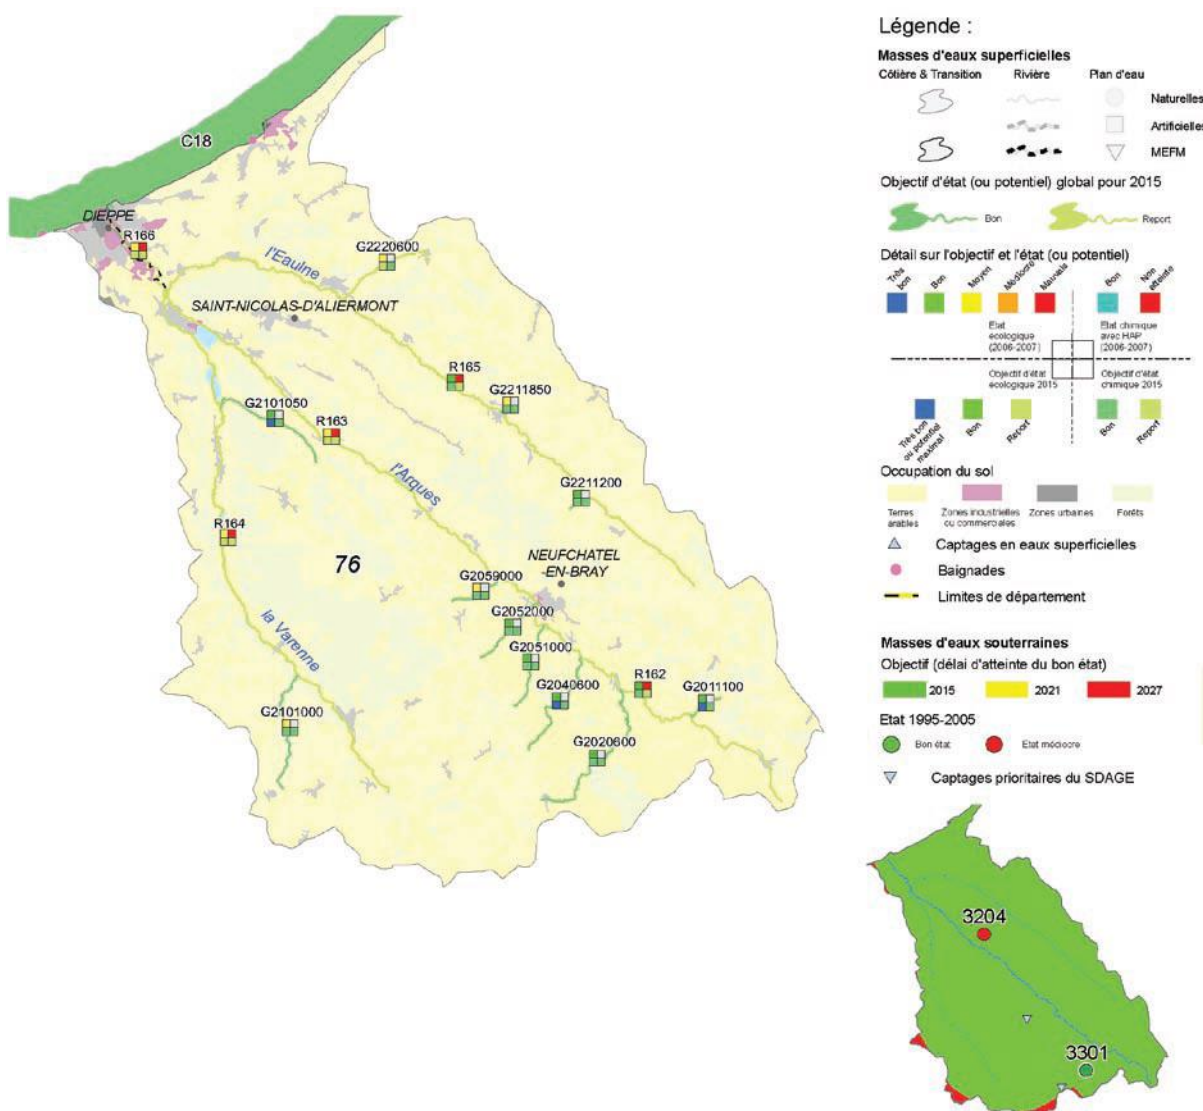 C18
DIEPPE
R166
l'Eaulne
G2220600
SAINT-NICOLAS-D'ALIERMONT
R165
G2211850
G2101050
R163
l'Arques
G2211200
R164
76
NEUFCHATEL
-EN-BRAY
G2059000
G2052000
la Varenne
G2051000
R162
G2040600
G2011100
G2101000
G2020600
Légende :
Masses d'eaux superficielles
Côtière & Transition Rivière Plan d'eau
Naturelles
Artificielles
MEFM
Objectif d'état (ou potentiel) global pour 2015
Bon Report
Détail sur l'objectif et l'état (ou potentiel)
Très bon Bon Moyen Médiocre Mauvais Bon Non atteinte
Etat
écologique
(2006-2007)
Etat chimique
avec HAP
(2006-2007)
Objectif d'état
écologique 2015
Objectif d'état
chimique 2015
Très bon ou potentiel maximal Bon Report Bon Report
Occupation du sol
Terres
arables
Zones industrielles
ou commerciales
Zones urbaines
Forêts
Captages en eaux superficielles
Baignades
Limites de département
Masses d'eaux souterraines
Objectif (délai d'atteinte du bon état)
2015 2021 2027
Etat 1995-2005
Bon état Etat médiocre
Captages prioritaires du SDAGE
3204
3301